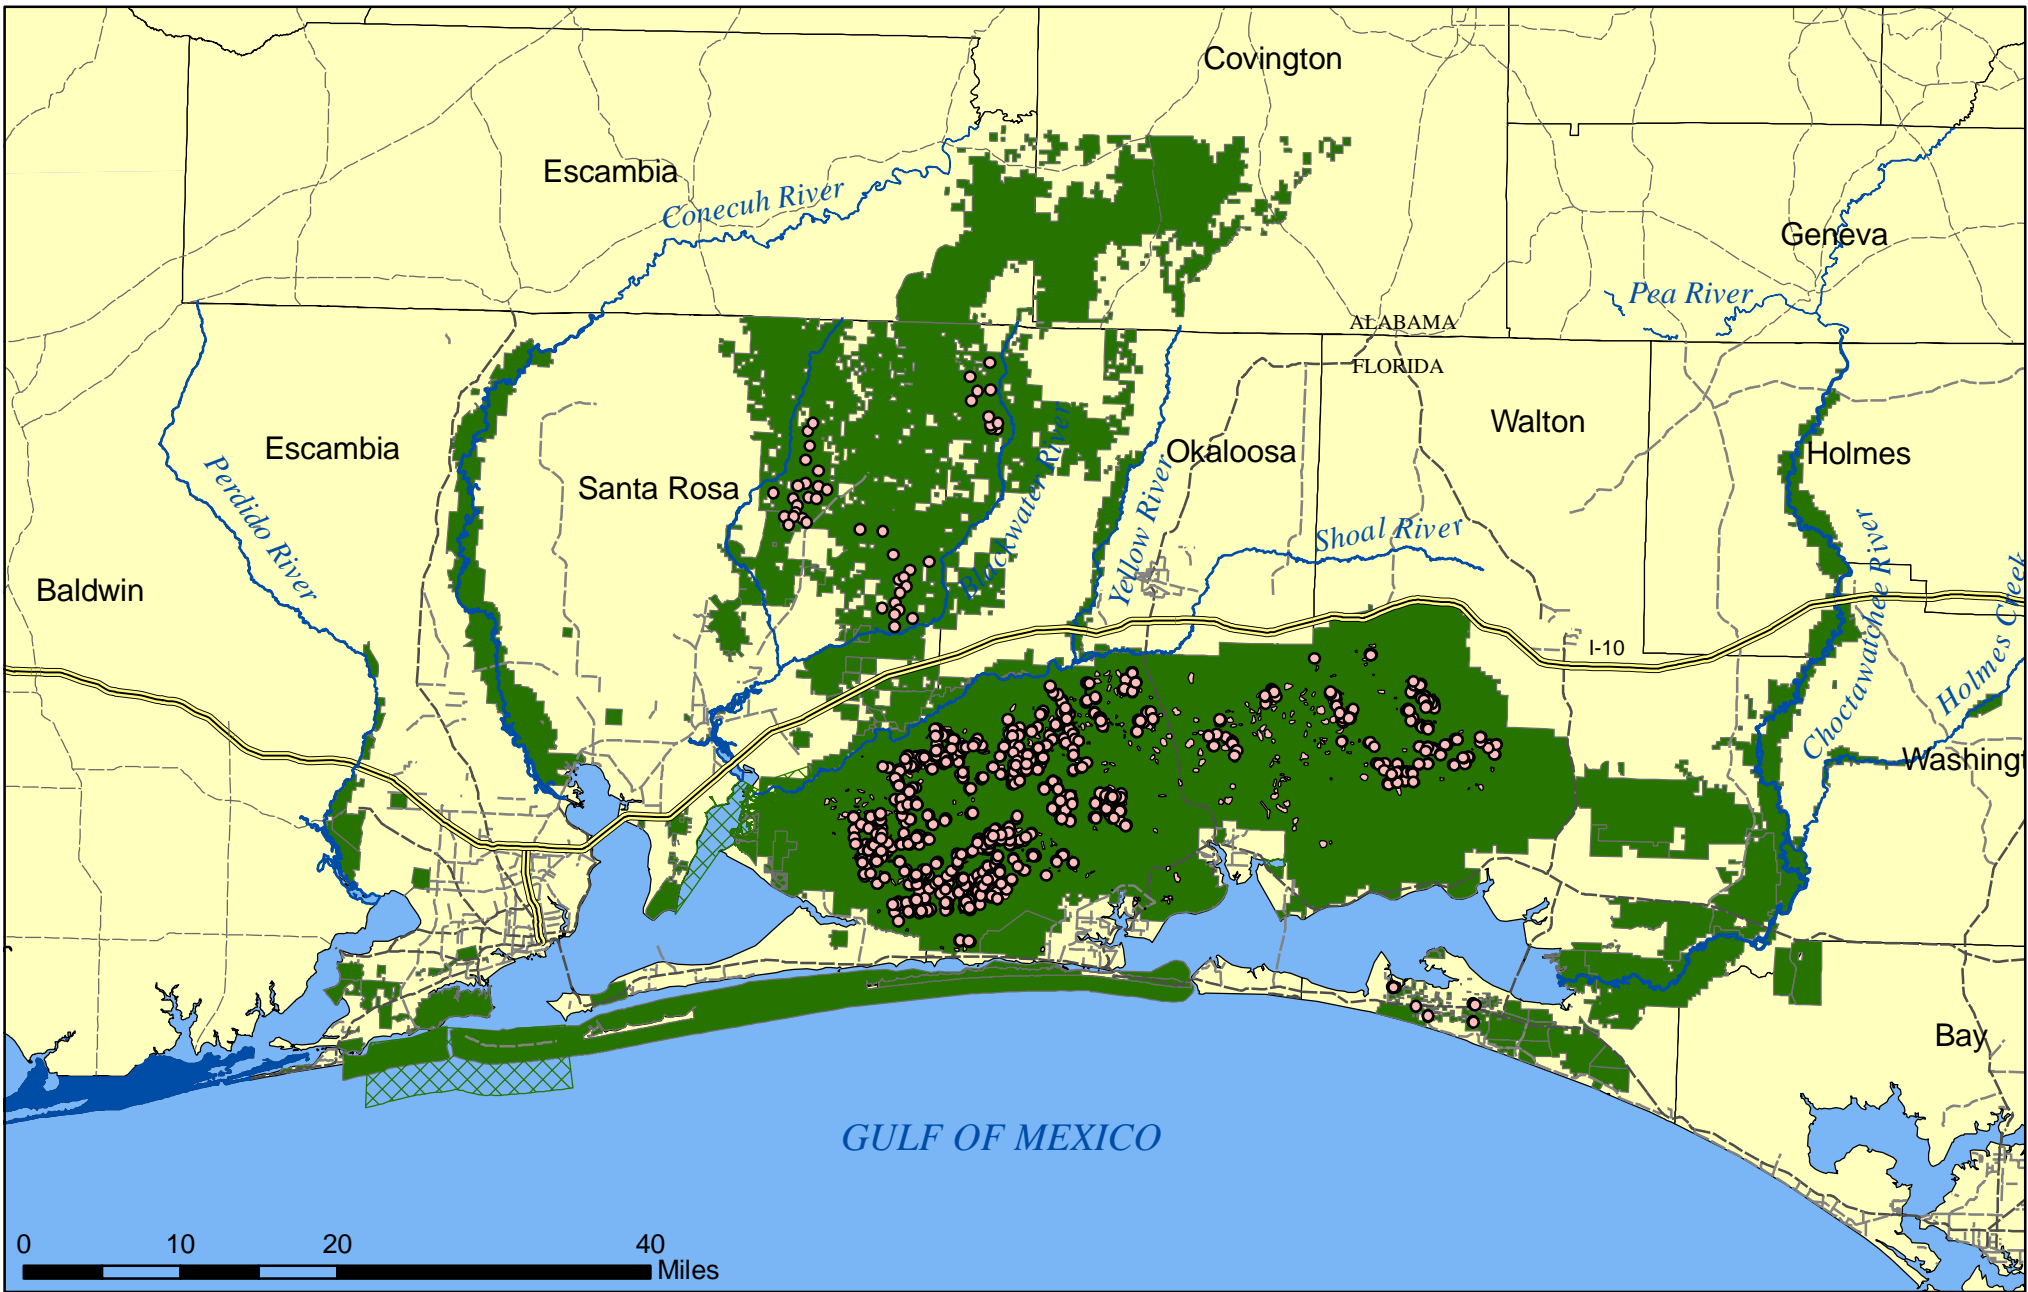 Covington
Escambia
Conecuh River
Geneva
Pea River
ALABAMA
FLORIDA
Walton
Escambia
Santa Rosa
Okaloosa
Holmes
Perdido River
Blackwater River
Yellow River
Shoal River
Choctawhatchee River
Holmes Creek
Baldwin
I-10
Washingt
Bay
GULF OF MEXICO
0 10 20 40
Miles